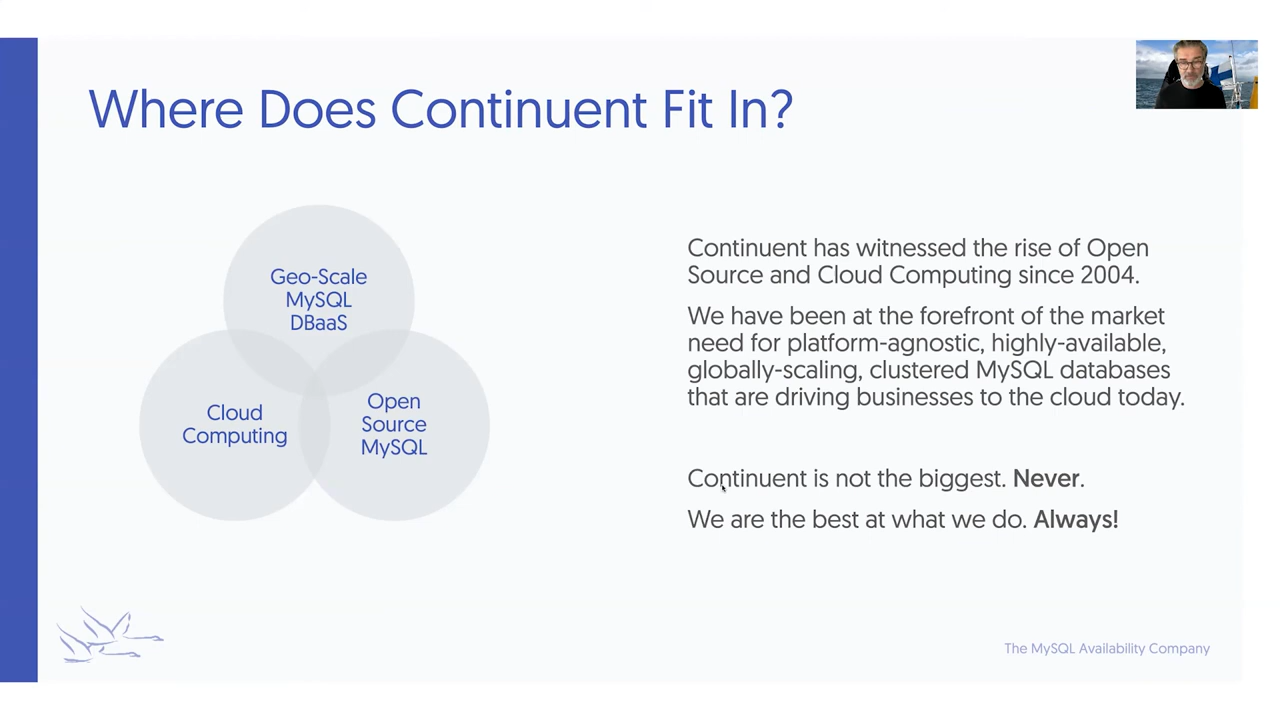 Where Does Continuent Fit In?
Geo-Scale
MySQL
DBaaS
Cloud
Computing
Open
Source
MySQL
Continuent has witnessed the rise of Open
Source and Cloud Computing since 2004.
We have been at the forefront of the market
need for platform-agnostic, highly-available,
globally-scaling, clustered MySQL databases
that are driving businesses to the cloud today.
Continuent is not the biggest. Never.
We are the best at what we do. Always!
The MySQL Availability Company